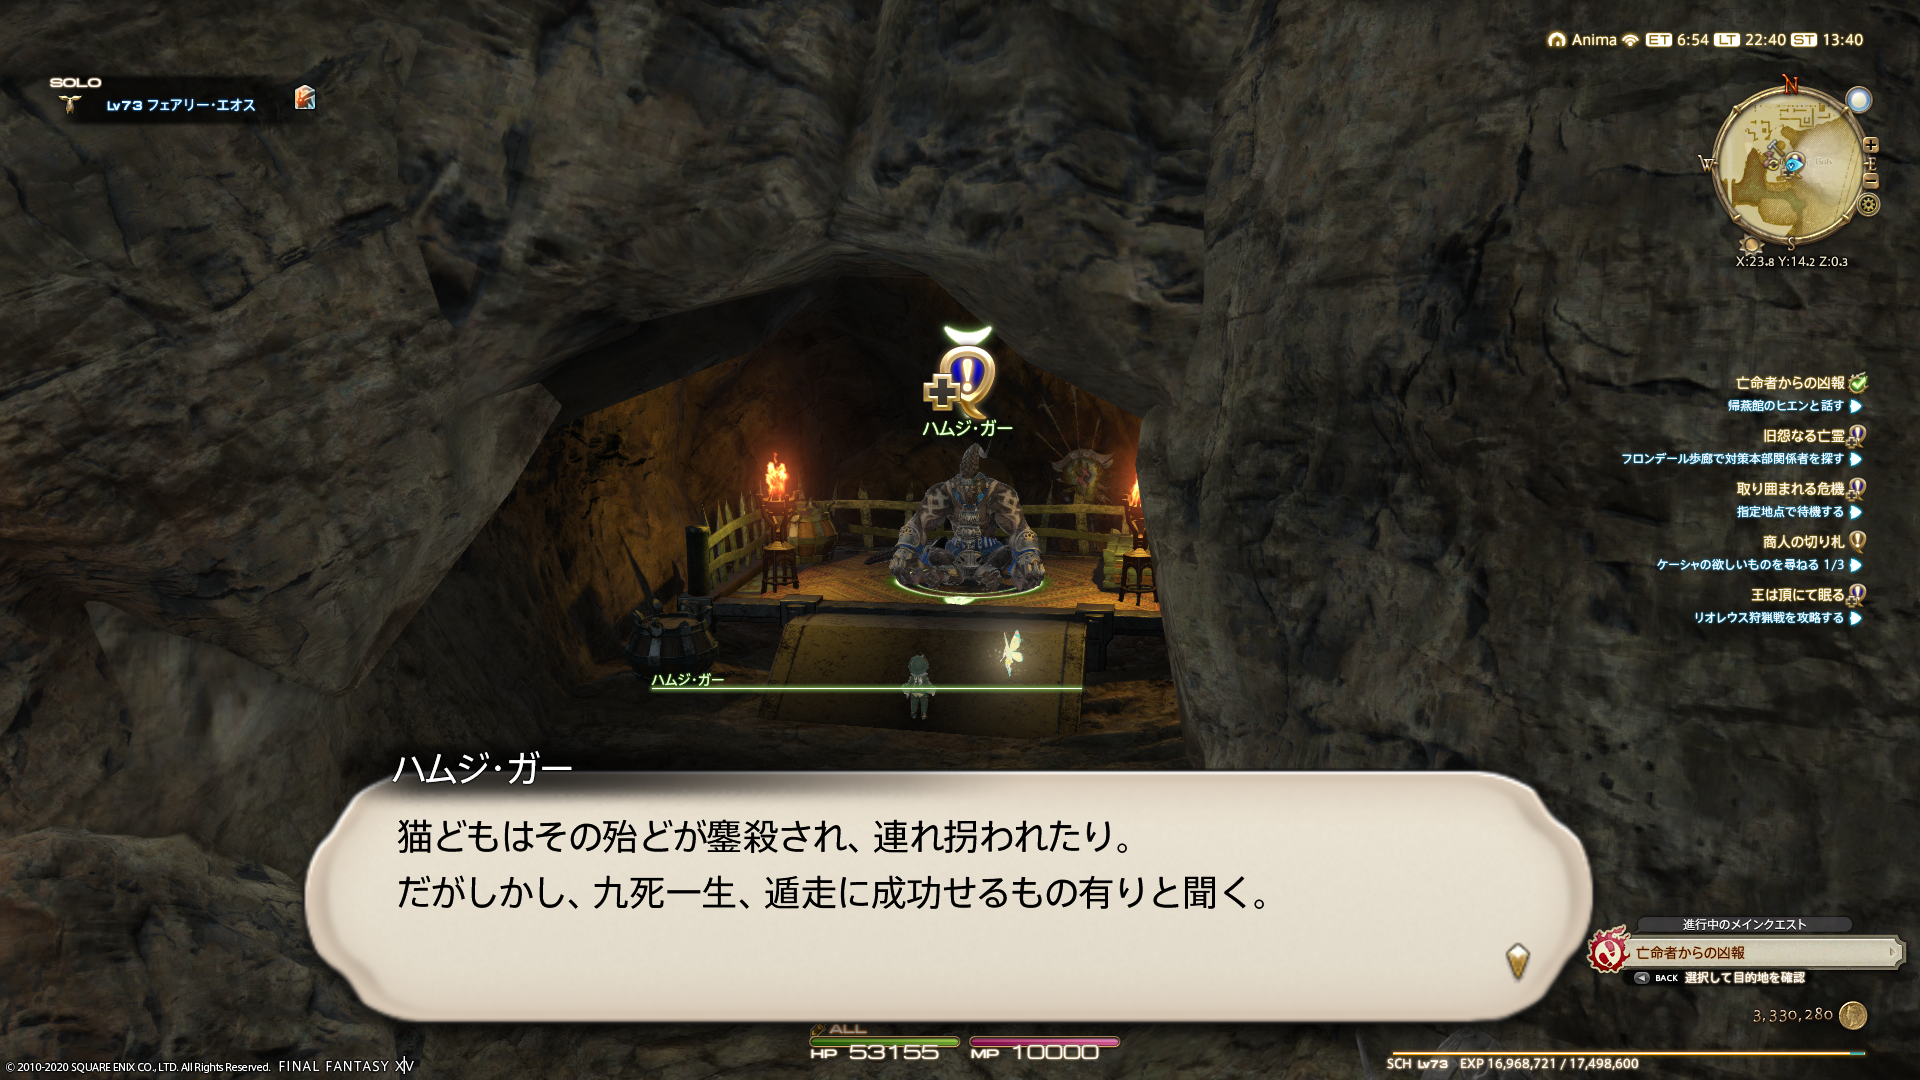 Anima ET 6:54 LT 22:40 ST 13:40
SOLO
Lv73 フェアリー・エオス
N
W
E
S
X:23.8 Y:14.2 Z:0.3
亡命者からの凶報
帰燕館のヒエンと話す
旧怨なる亡霊
フロンデール歩廊で対策本部関係者を探す
取り囲まれる危機
指定地点で待機する
商人の切り札
ケーシャの欲しいものを尋ねる 1/3
王は頂にて眠る
リオレウス狩猟戦を攻略する
ハムジ・ガー
ハムジ・ガー
ハムジ・ガー
猫どもはその殆どが鏖殺され、連れ拐われたり。
だがしかし、九死一生、遁走に成功せるもの有りと聞く。
進行中のメインクエスト
亡命者からの凶報
BACK 選択して目的地を確認
3,330,280
ALL
HP 53155 MP 10000
SCH Lv73 EXP 16,968,721 / 17,498,600
© 2010-2020 SQUARE ENIX CO., LTD. All Rights Reserved. FINAL FANTASY XIV